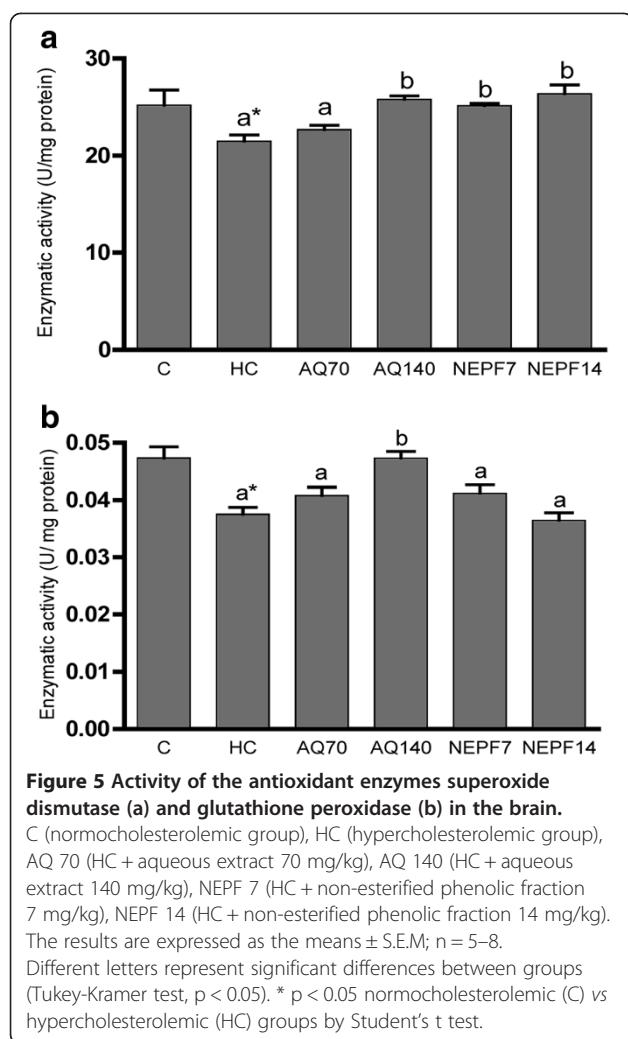 a
Enzymatic activity (U/mg protein)
30
20
10
0
a*
a
b
b
b
C
HC
AQ70
AQ140
NEPF7
NEPF14
b
Enzymatic activity (U/ mg protein)
0.05
0.04
0.03
0.02
0.01
0.00
a*
a
b
a
a
C
HC
AQ70
AQ140
NEPF7
NEPF14
Figure 5 Activity of the antioxidant enzymes superoxide
dismutase (a) and glutathione peroxidase (b) in the brain.
C (normocholesterolemic group), HC (hypercholesterolemic group),
AQ 70 (HC + aqueous extract 70 mg/kg), AQ 140 (HC + aqueous
extract 140 mg/kg), NEPF 7 (HC + non-esterified phenolic fraction
7 mg/kg), NEPF 14 (HC + non-esterified phenolic fraction 14 mg/kg).
The results are expressed as the means ± S.E.M; n = 5–8.
Different letters represent significant differences between groups
(Tukey-Kramer test, p < 0.05). * p < 0.05 normocholesterolemic (C) vs
hypercholesterolemic (HC) groups by Student's t test.